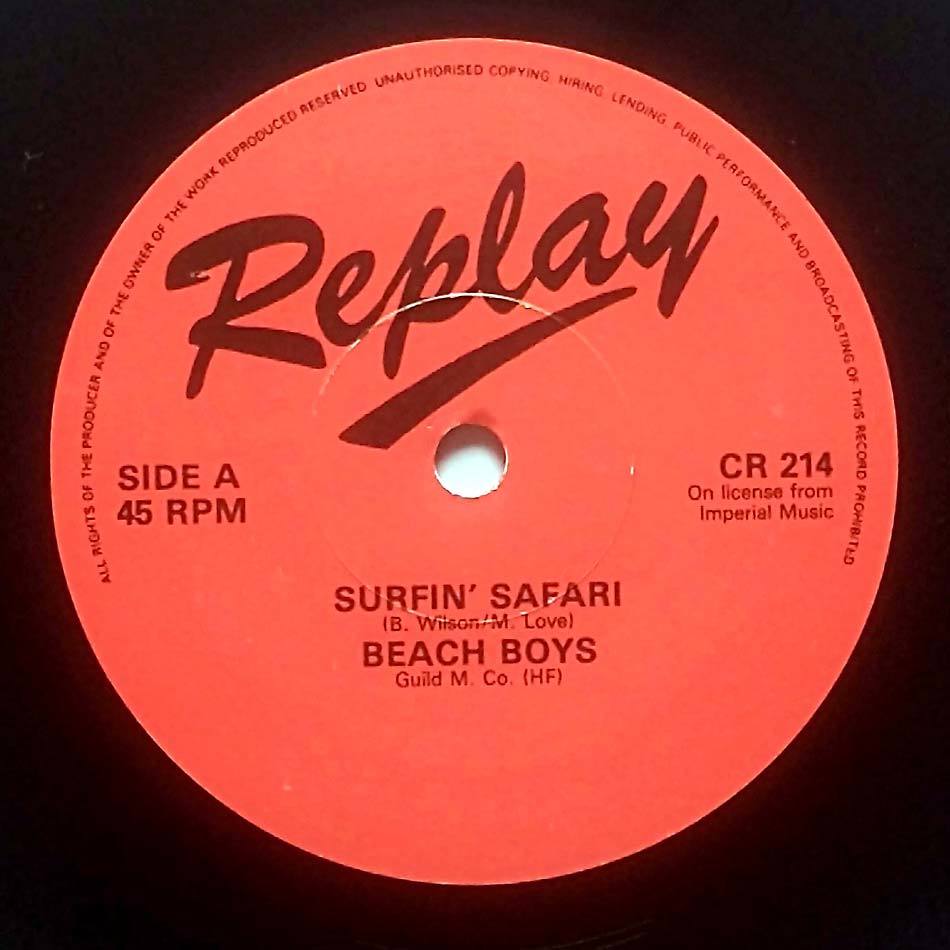 ALL RIGHTS OF THE PRODUCER AND OF THE OWNER OF THE WORK REPRODUCED RESERVED. UNAUTHORISED COPYING, HIRING, LENDING, PUBLIC PERFORMANCE AND BROADCASTING OF THIS RECORD PROHIBITED
Replay
SIDE A
45 RPM
CR 214
On license from
Imperial Music
SURFIN' SAFARI
(B. Wilson/M. Love)
BEACH BOYS
Guild M. Co. (HF)